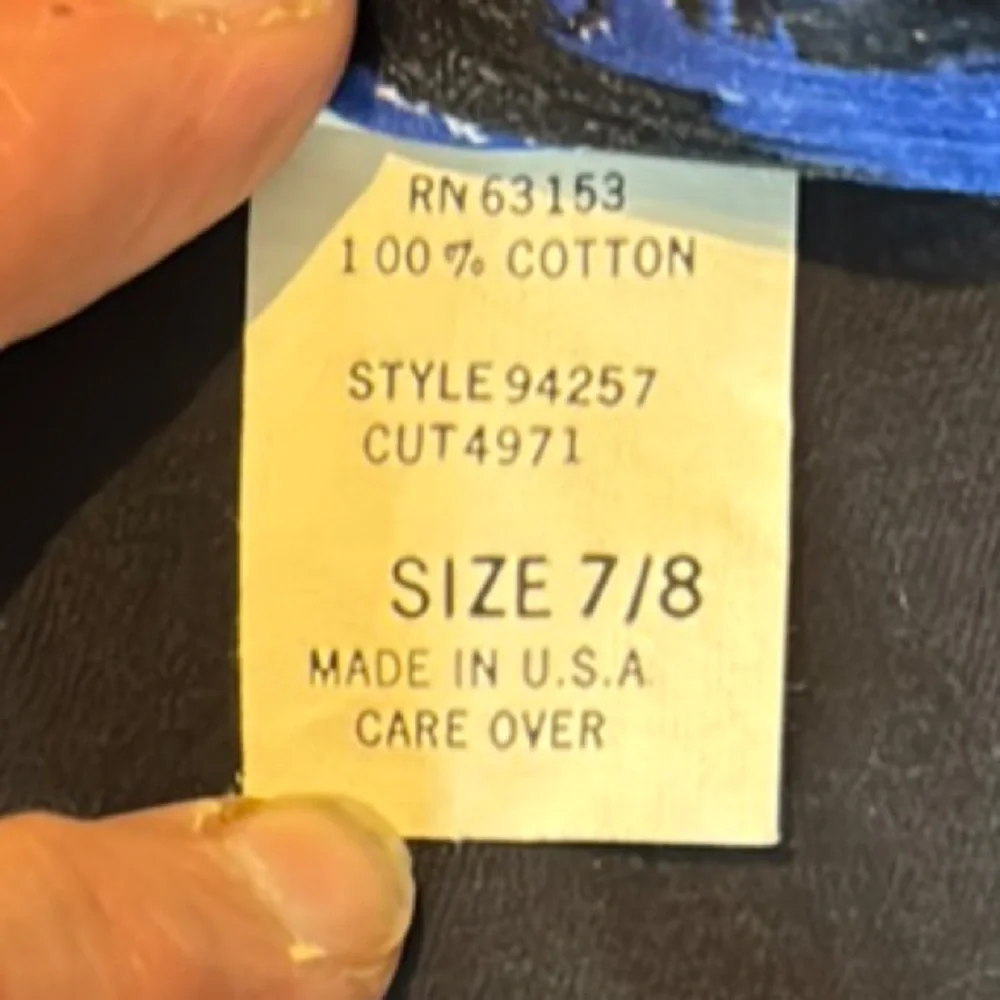 RN 63153
100% COTTON
STYLE 94257
CUT 4971
SIZE 7/8
MADE IN U.S.A.
CARE OVER